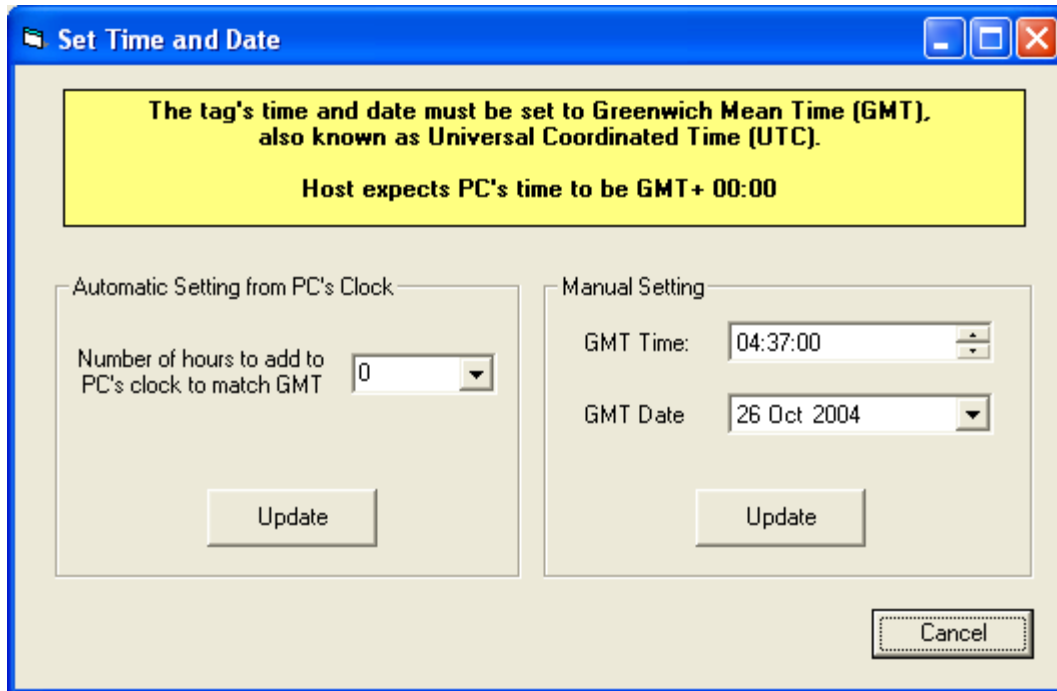 Set Time and Date
The tag's time and date must be set to Greenwich Mean Time (GMT),
also known as Universal Coordinated Time (UTC).
Host expects PC's time to be GMT+ 00:00
Automatic Setting from PC's Clock
Number of hours to add to
PC's clock to match GMT
0
Update
Manual Setting
GMT Time:
04:37:00
GMT Date
26 Oct 2004
Update
Cancel